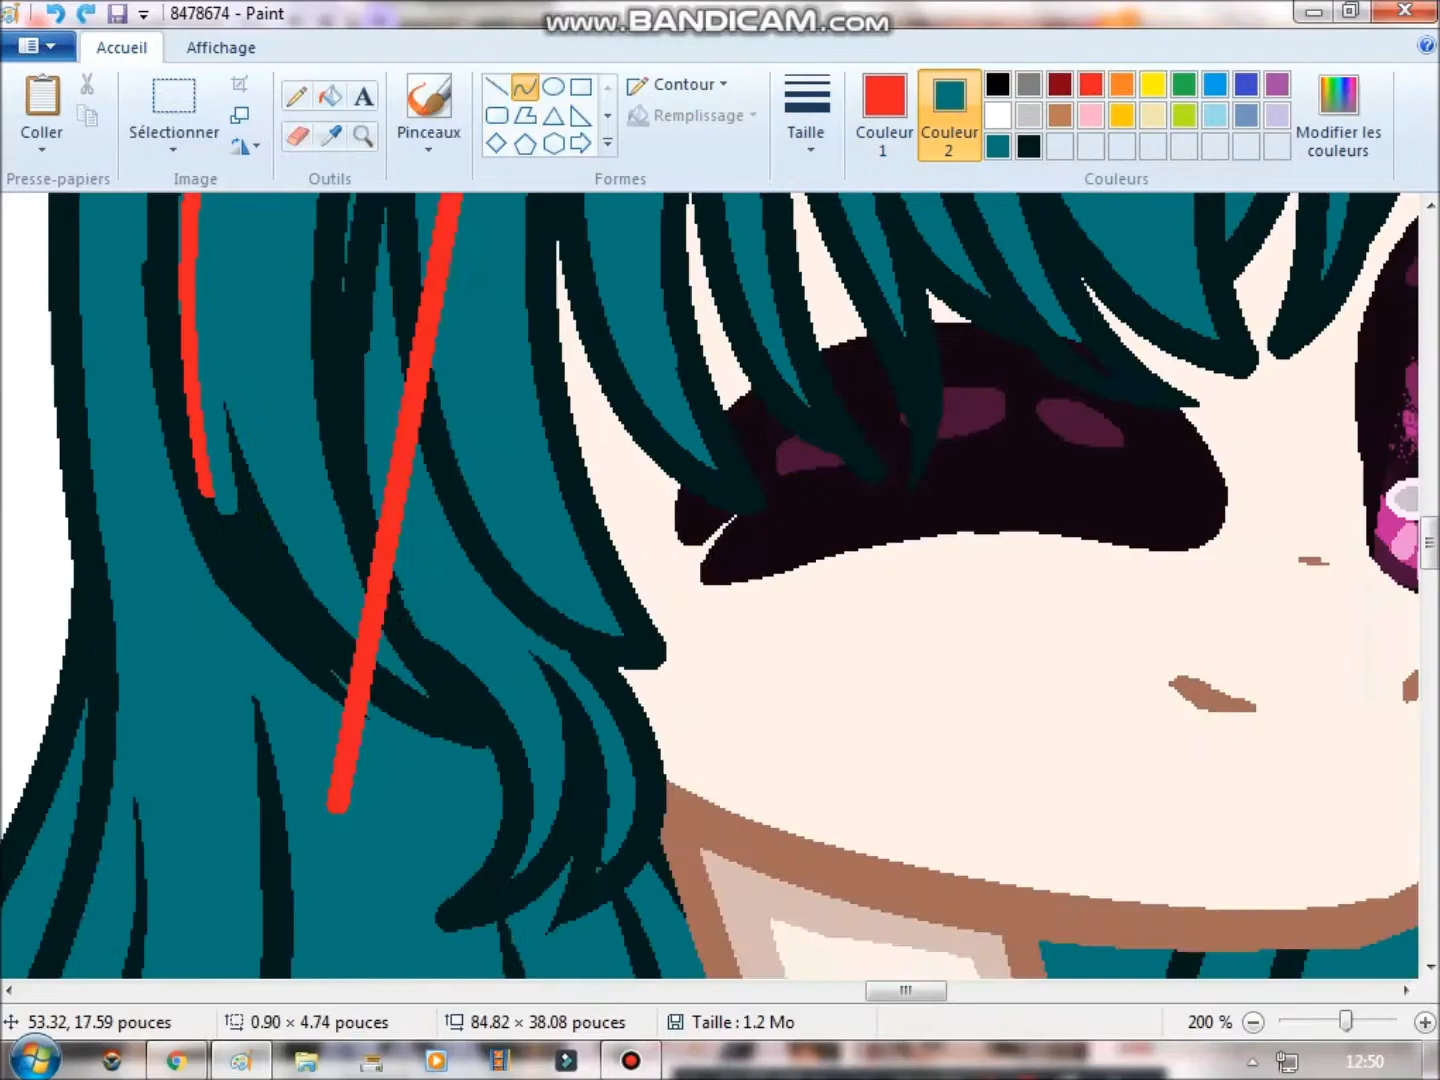 8478674 - Paint
www.BANDICAM.com
Accueil
Affichage
Coller
Sélectionner
Pinceaux
Contour
Remplissage
Taille
Couleur 1
Couleur 2
Modifier les couleurs
Presse-papiers
Image
Outils
Formes
Couleurs
53.32, 17.59 pouces
0.90 × 4.74 pouces
84.82 × 38.08 pouces
Taille : 1.2 Mo
200 %
12:50